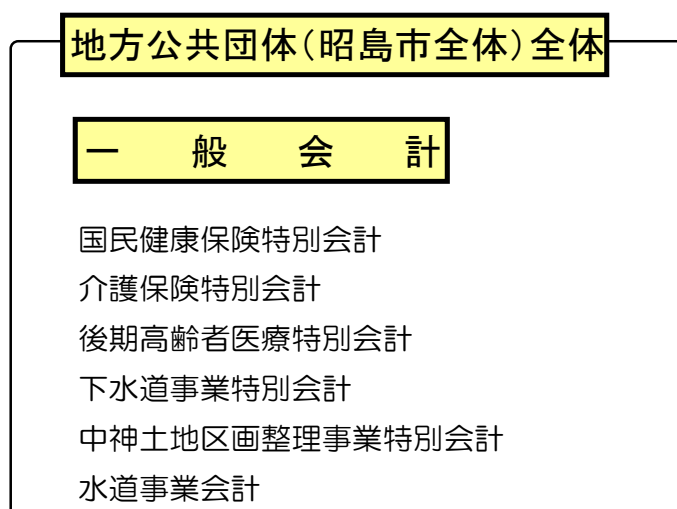 地方公共団体(昭島市全体)全体
一般会計
国民健康保険特別会計
介護保険特別会計
後期高齢者医療特別会計
下水道事業特別会計
中神土地区画整理事業特別会計
水道事業会計